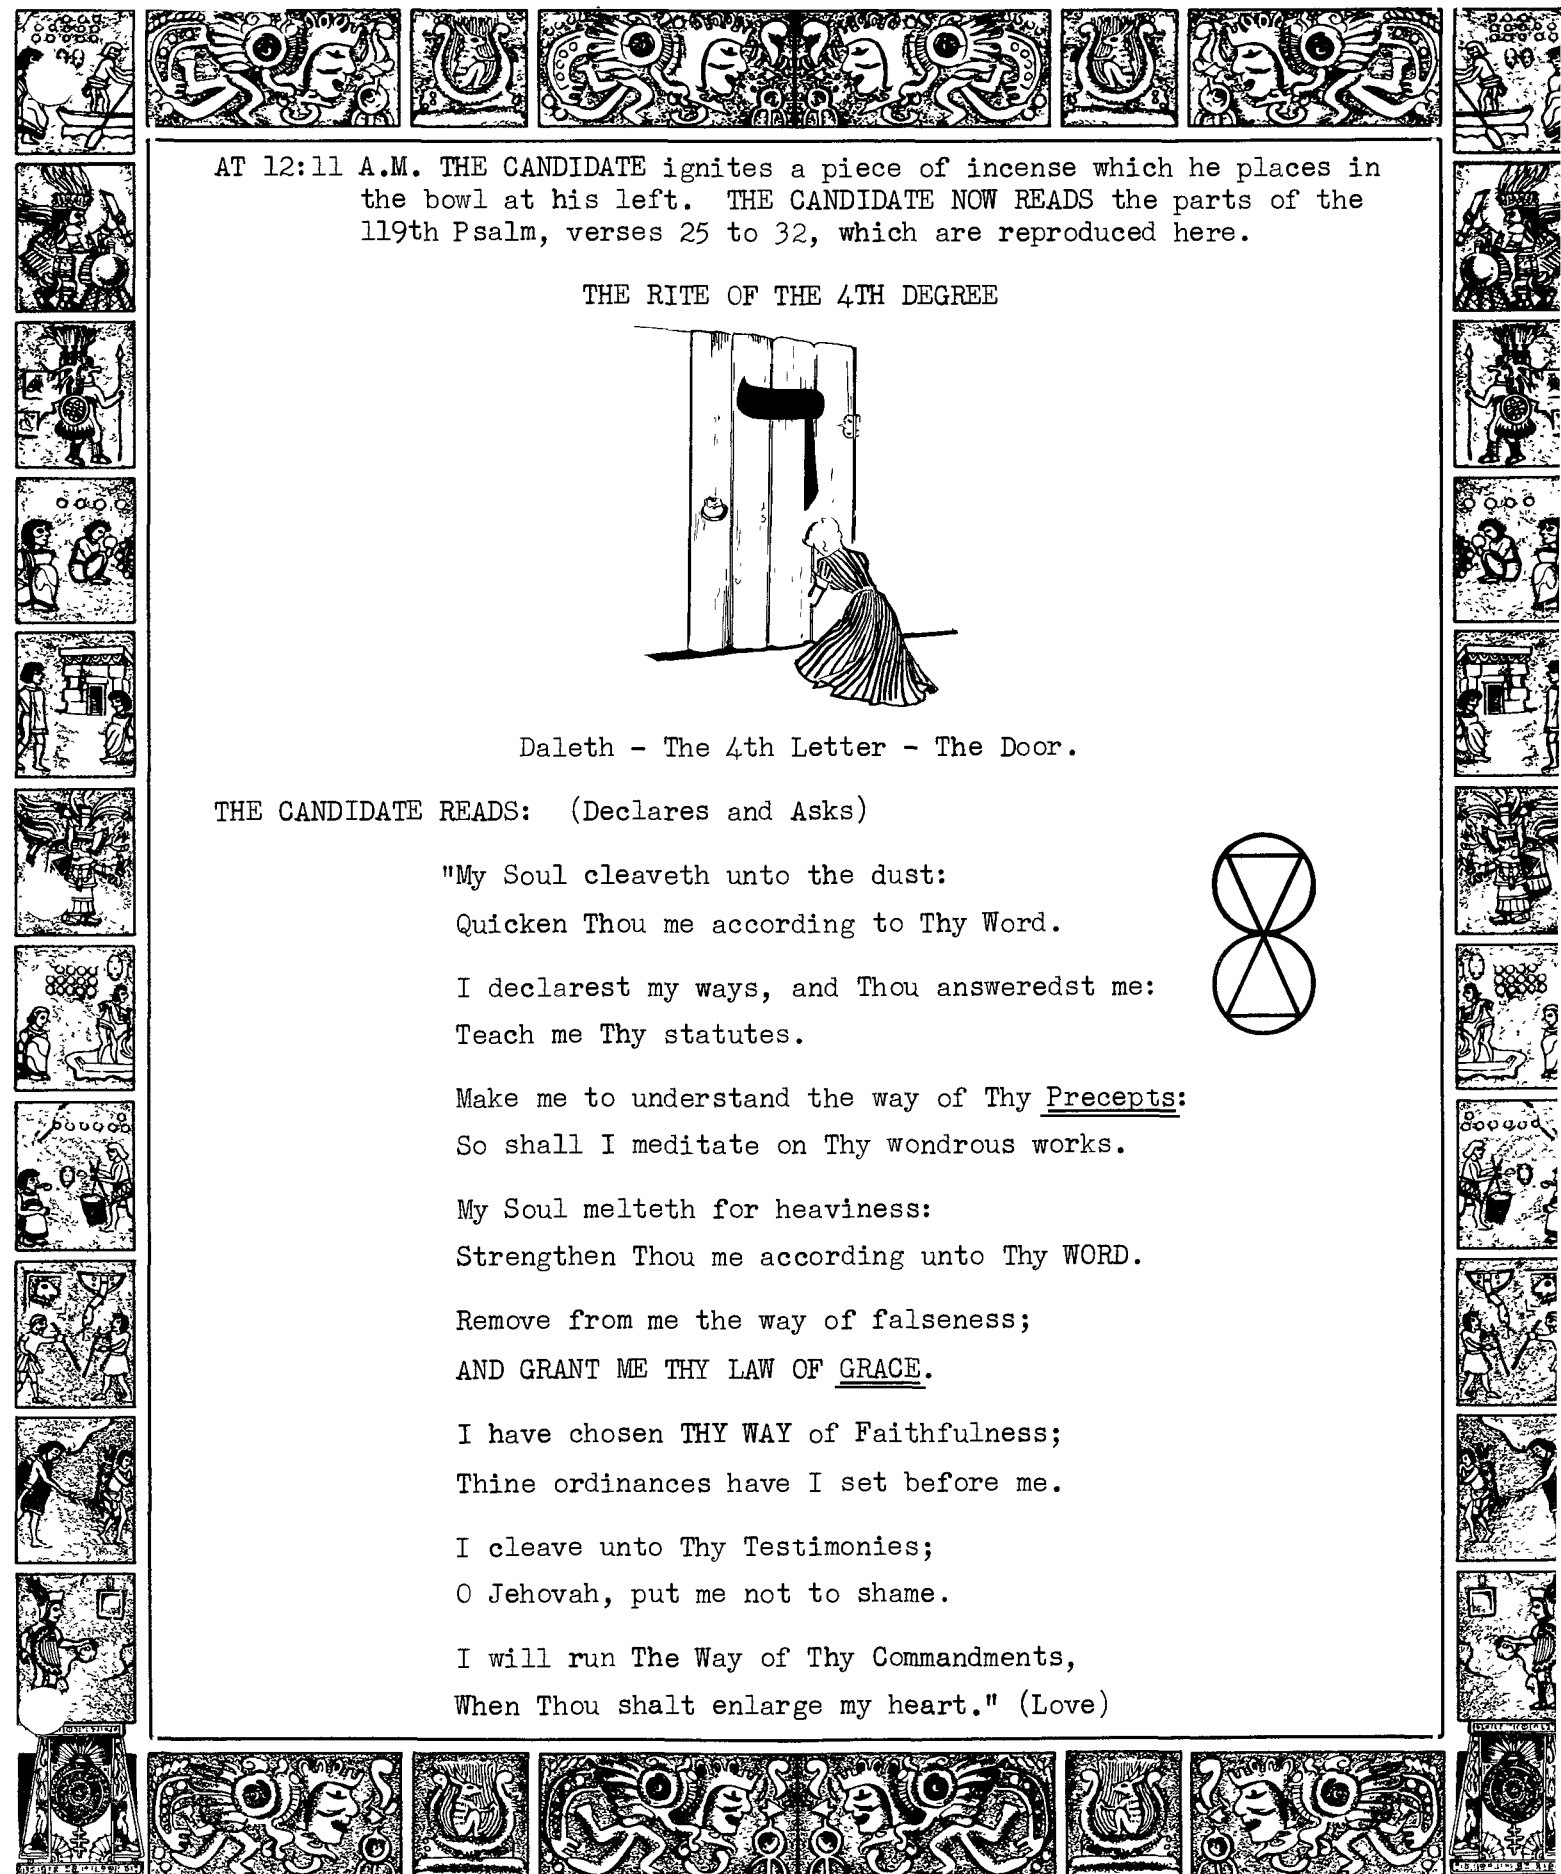 AT 12:11 A.M. THE CANDIDATE ignites a piece of incense which he places in
the bowl at his left. THE CANDIDATE NOW READS the parts of the
119th Psalm, verses 25 to 32, which are reproduced here.
THE RITE OF THE 4TH DEGREE
ד
Daleth - The 4th Letter - The Door.
THE CANDIDATE READS: (Declares and Asks)
"My Soul cleaveth unto the dust:
Quicken Thou me according to Thy Word.
I declarest my ways, and Thou answeredst me:
Teach me Thy statutes.
Make me to understand the way of Thy Precepts:
So shall I meditate on Thy wondrous works.
My Soul melteth for heaviness:
Strengthen Thou me according unto Thy WORD.
Remove from me the way of falseness;
AND GRANT ME THY LAW OF GRACE.
I have chosen THY WAY of Faithfulness;
Thine ordinances have I set before me.
I cleave unto Thy Testimonies;
O Jehovah, put me not to shame.
I will run The Way of Thy Commandments,
When Thou shalt enlarge my heart." (Love)